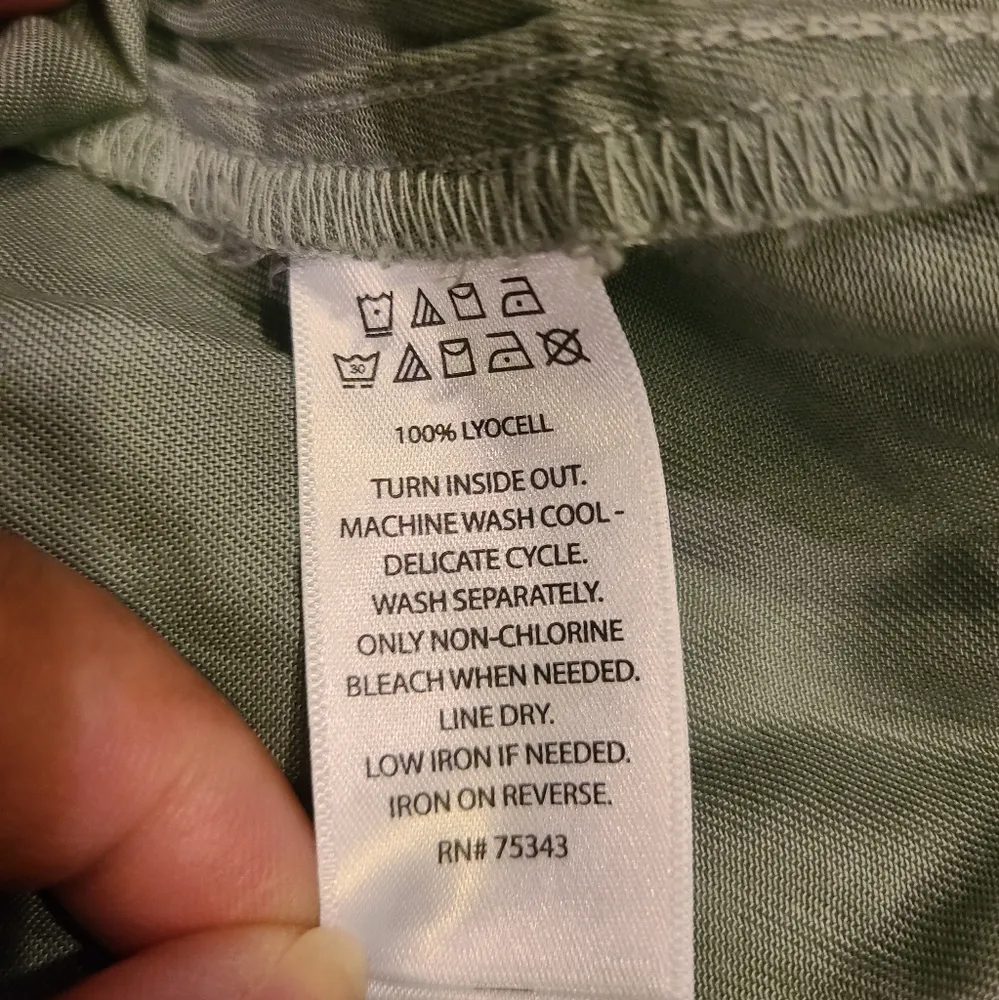 30
100% LYOCELL
TURN INSIDE OUT.
MACHINE WASH COOL -
DELICATE CYCLE.
WASH SEPARATELY.
ONLY NON-CHLORINE
BLEACH WHEN NEEDED.
LINE DRY.
LOW IRON IF NEEDED.
IRON ON REVERSE.
RN# 75343